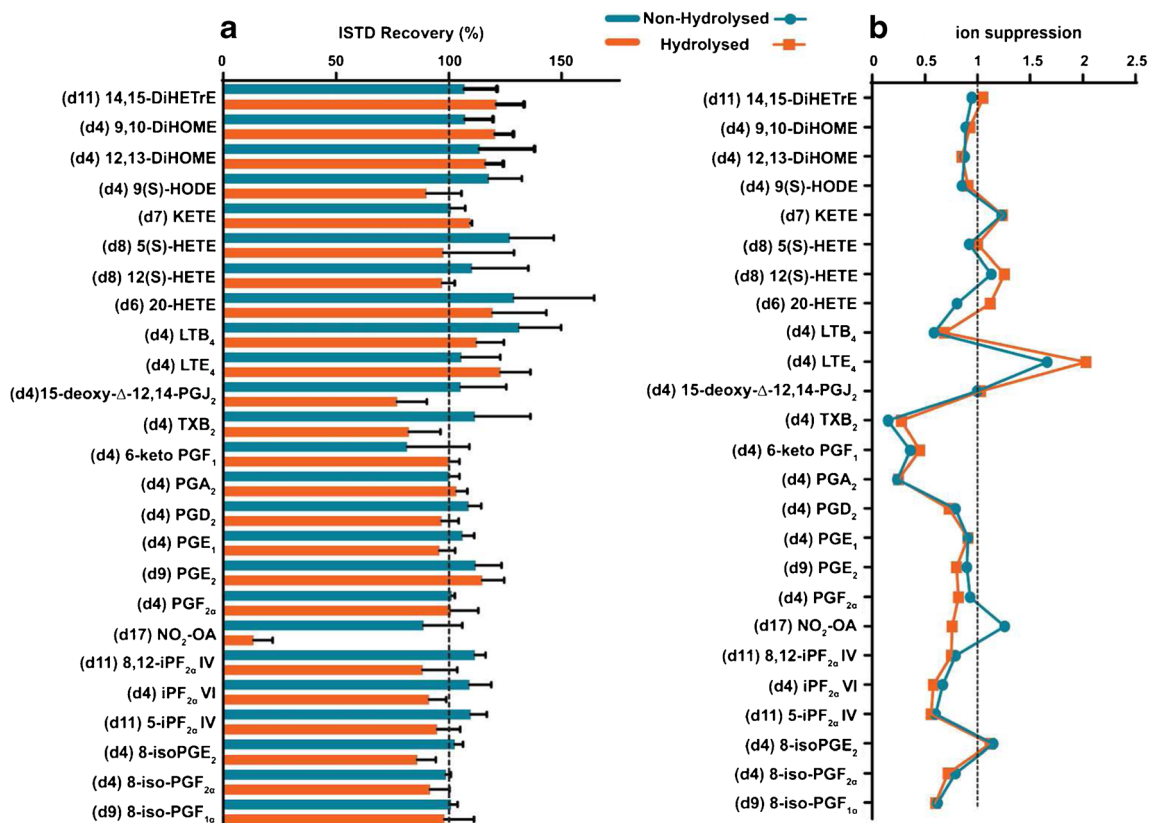 a
ISTD Recovery (%)
0 50 100 150
(d11) 14,15-DiHETrE
(d4) 9,10-DiHOME
(d4) 12,13-DiHOME
(d4) 9(S)-HODE
(d7) KETE
(d8) 5(S)-HETE
(d8) 12(S)-HETE
(d6) 20-HETE
(d4) LTB4
(d4) LTE4
(d4)15-deoxy-Δ-12,14-PGJ2
(d4) TXB2
(d4) 6-keto PGF1
(d4) PGA2
(d4) PGD2
(d4) PGE1
(d9) PGE2
(d4) PGF2α
(d17) NO2-OA
(d11) 8,12-iPF2α IV
(d4) iPF2α VI
(d11) 5-iPF2α IV
(d4) 8-isoPGE2
(d4) 8-iso-PGF2α
(d9) 8-iso-PGF1α
Non-Hydrolysed
Hydrolysed
b
ion suppression
0 0.5 1 1.5 2 2.5
(d11) 14,15-DiHETrE
(d4) 9,10-DiHOME
(d4) 12,13-DiHOME
(d4) 9(S)-HODE
(d7) KETE
(d8) 5(S)-HETE
(d8) 12(S)-HETE
(d6) 20-HETE
(d4) LTB4
(d4) LTE4
(d4) 15-deoxy-Δ-12,14-PGJ2
(d4) TXB2
(d4) 6-keto PGF1
(d4) PGA2
(d4) PGD2
(d4) PGE1
(d9) PGE2
(d4) PGF2α
(d17) NO2-OA
(d11) 8,12-iPF2α IV
(d4) iPF2α VI
(d11) 5-iPF2α IV
(d4) 8-isoPGE2
(d4) 8-iso-PGF2α
(d9) 8-iso-PGF1α